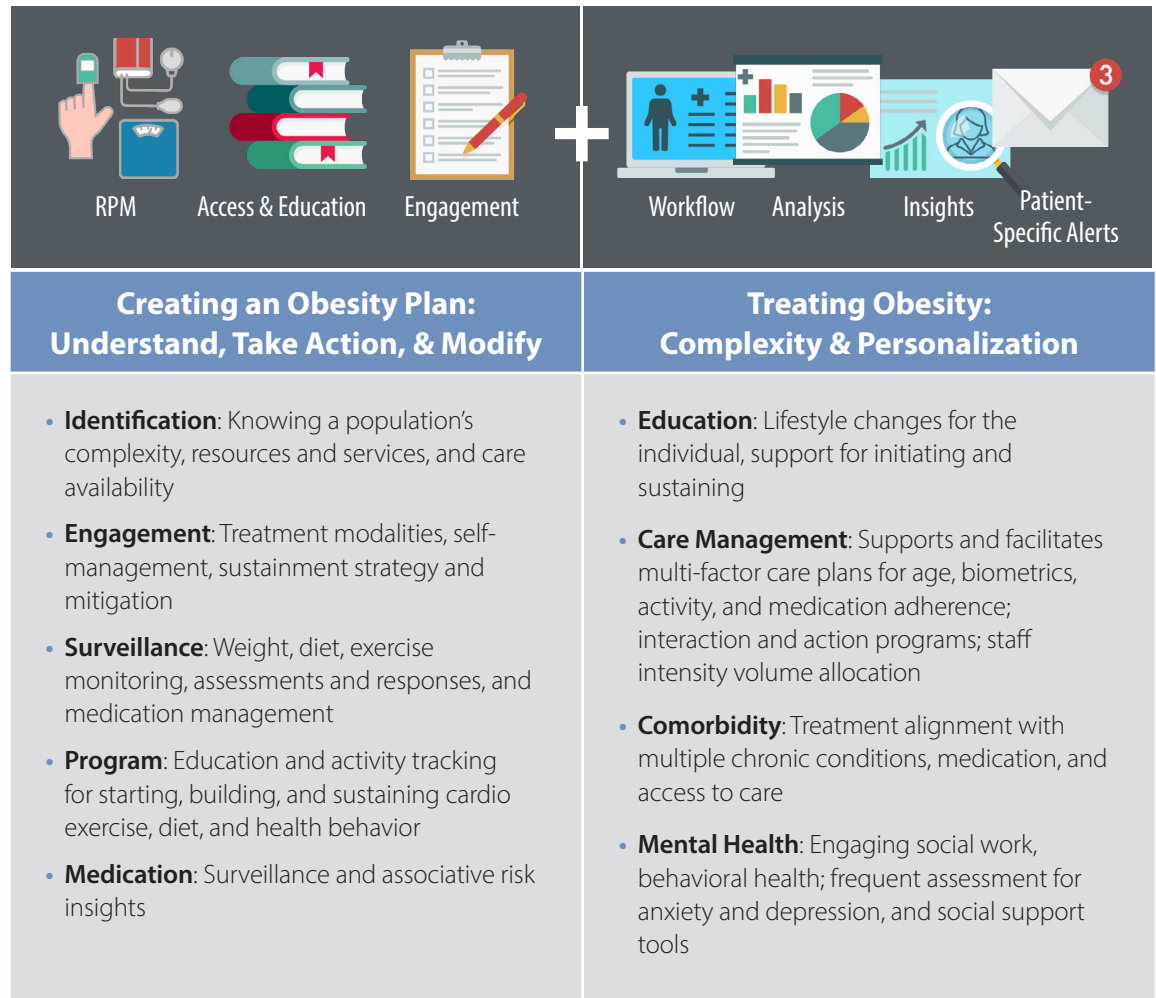 3
RPM
Access & Education
Engagement
Workflow
Analysis
Insights
Patient-
Specific Alerts
Creating an Obesity Plan:
Understand, Take Action, & Modify
• Identification: Knowing a population’s
complexity, resources and services, and care
availability
• Engagement: Treatment modalities, self-
management, sustainment strategy and
mitigation
• Surveillance: Weight, diet, exercise
monitoring, assessments and responses, and
medication management
• Program: Education and activity tracking
for starting, building, and sustaining cardio
exercise, diet, and health behavior
• Medication: Surveillance and associative risk
insights
Treating Obesity:
Complexity & Personalization
• Education: Lifestyle changes for the
individual, support for initiating and
sustaining
• Care Management: Supports and facilitates
multi-factor care plans for age, biometrics,
activity, and medication adherence;
interaction and action programs; staff
intensity volume allocation
• Comorbidity: Treatment alignment with
multiple chronic conditions, medication, and
access to care
• Mental Health: Engaging social work,
behavioral health; frequent assessment for
anxiety and depression, and social support
tools